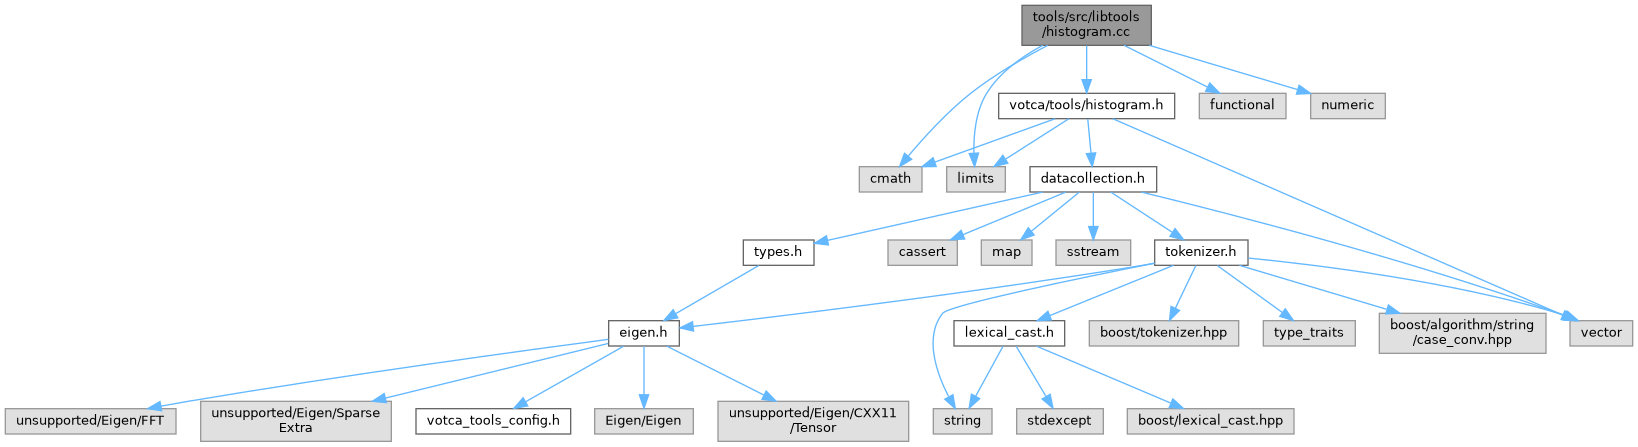 tools/src/libtools
/histogram.cc
votca/tools/histogram.h
functional
numeric
cmath
limits
datacollection.h
types.h
cassert
map
sstream
tokenizer.h
eigen.h
lexical_cast.h
boost/tokenizer.hpp
type_traits
boost/algorithm/string
/case_conv.hpp
vector
unsupported/Eigen/FFT
unsupported/Eigen/Sparse
Extra
votca_tools_config.h
Eigen/Eigen
unsupported/Eigen/CXX11
/Tensor
string
stdexcept
boost/lexical_cast.hpp